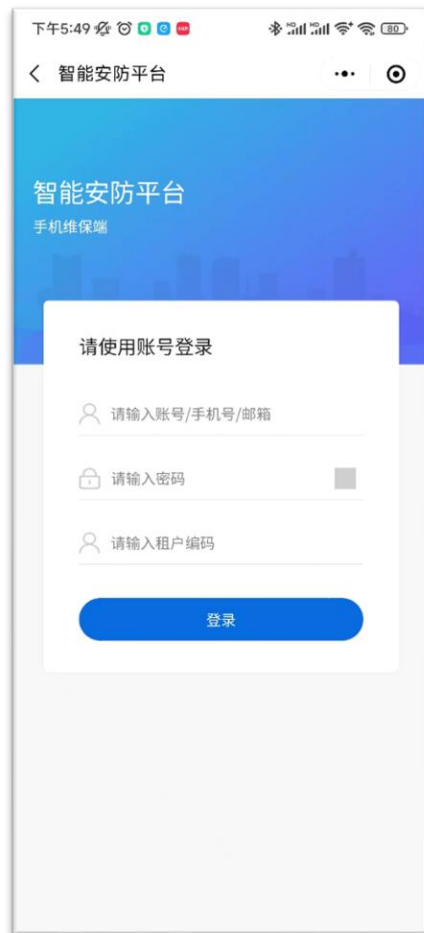 下午5:49
80
智能安防平台
智能安防平台
手机维保端
请使用账号登录
请输入账号/手机号/邮箱
请输入密码
请输入租户编码
登录